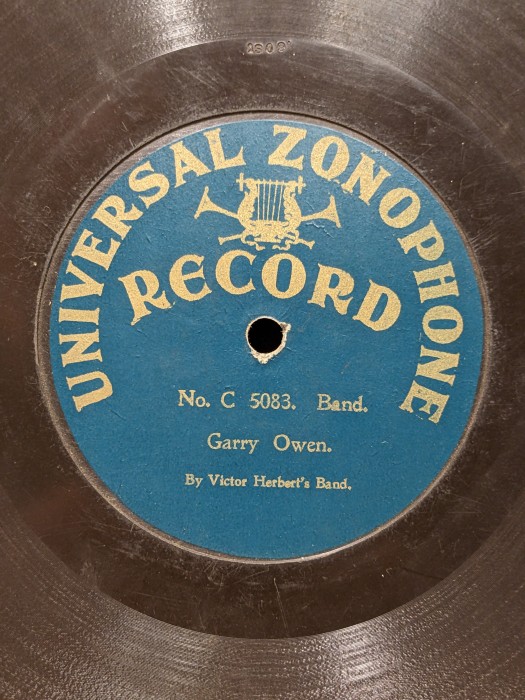 UNIVERSAL ZONOPHONE
RECORD
No. C 5083. Band.
Garry Owen.
By Victor Herbert's Band.